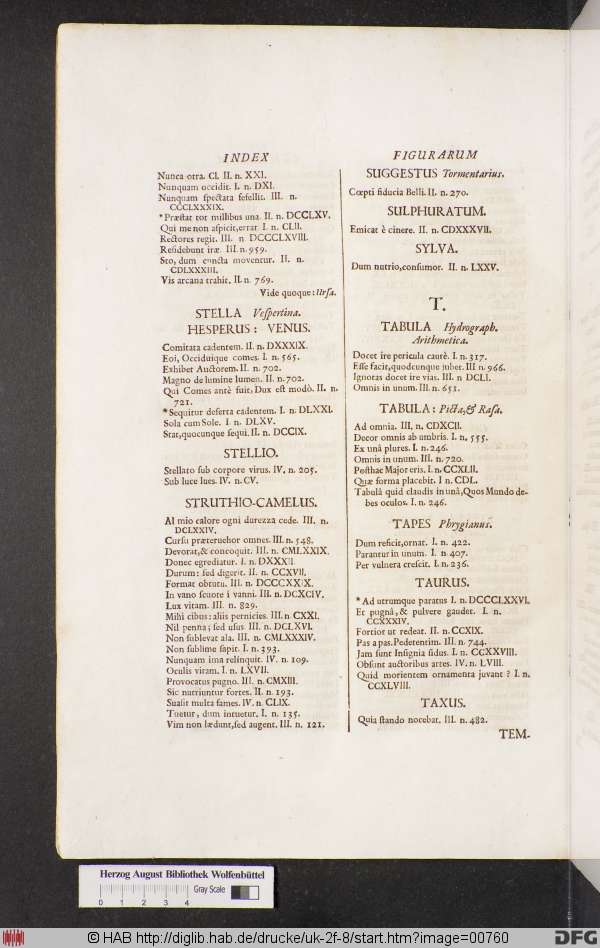 INDEX
Nunca otra. Cl. II. n. XXI.
Nunquam occidit. I. n. DXI.
Nunquam spectata fefellit. III. n.
CCCLXXXIX.
*Præstat tot millibus una. II. n. DCCLXV.
Qui me non aspicit, errat. I. n. CLII.
Rectores regit. III. n DCCCCLXVIII.
Residebunt iræ. III. n. 959.
Sto, dum cuncta moventur. II. n.
CDLXXXIII.
Vis arcana trahit. II. n. 769.
Vide quoque: Ursa.
STELLA Vespertina.
HESPERUS: VENUS.
Comitata cadentem. II. n. DXXXIX.
Eoi, Occiduique comes. I. n. 565.
Exhibet Auctorem. II. n. 702.
Magno de lumine lumen. II. n. 702.
Qui Comes antè fuit, Dux est modò. II. n.
721.
*Sequitur deserta cadentem. I. n. DLXXI.
Sola cum Sole. I. n. DLXV.
Stat, quocunque sequi. II. n. DCCIX.
STELLIO.
Stellato sub corpore virus. IV. n. 205.
Sub luce lues. IV. n. CV.
STRUTHIO-CAMELUS.
Al mio calore ogni durezza cede. III. n.
DCLXXIV.
Cursu prætervehor omnes. III. n. 548.
Devorat, & concoquit. III. n. CMLXXIX.
Donec egrediatur. I. n. DXXXII
Durum: sed digerit. II. n. CCXVII.
Format obtutu. III. n. DCCCXXIX.
In vano scuote i vanni. III. n. DCXCIV.
Lux vitam. III. n. 829.
Mihi cibus: aliis pernicies. III. n CXXI.
Nil penna; sed usus. III. n. DCLXVI.
Non sublevat ala. III. n. CMLXXXIV.
Non sublime sapit. I. n. 393.
Nunquam ima relinquit. IV. n. 109.
Oculis vitam. I. n. LXVII.
Provocatus pugno. III. n. CMXIII.
Sic nutriuntur fortes. II. n. 193.
Suasit multa fames. IV. n. CLIX.
Tuetur, dum intuetur. I. n. 135.
Vim non lædunt, sed augent. III. n. 121.
FIGURARUM
SUGGESTUS Tormentarius.
Cœpti fiducia Belli. II. n. 270.
SULPHURATUM.
Emicat è cinere. II. n. CDXXXVII.
SYLVA.
Dum nutrio, consumor. II. n. LXXV.
T.
TABULA Hydrograph.
Arithmetica.
Docet ire pericula cautè. I. n. 317.
Esse facit, quodcunque jubet. III n. 966.
Ignotas docet ire vias. III. n DCLI.
Omnis in unum. III. n. 651.
TABULA: Picta, & Rasa.
Ad omnia. III. n. CDXCII.
Decor omnis ab umbris. I. n. 555.
Ex unâ plures. I. n. 246.
Omnis in unum. III. n. 720.
Posthac Major eris. I. n. CCXLII.
Quæ forma placebit. I n CDL.
Tabulâ quid claudis in unâ, Quos Mundo de-
bes oculos. I. n. 246.
TAPES Phrygianus.
Dum reficit, ornat. I. n. 422.
Parantur in unum. I. n 407.
Per vulnera crescit. I. n. 236.
TAURUS.
*Ad utrumque paratus I. n. DCCCLXXVI.
Et pugnâ, & pulvere gaudet. I. n.
CCXXXIV.
Fortior ut redeat. II. n. CCXIX.
Pas a pas. Pedetentim. III. n. 744.
Jam sunt Insignia sidus. I. n. CCXXVIII.
Obsunt auctoribus artes. IV. n. LVIII.
Quid morientem ornamenta juvant? I. n.
CCXLVIII.
TAXUS.
Quia stando nocebat. III. n. 482.
TEM-
Herzog August Bibliothek Wolfenbüttel
0 1 2 3 4
Gray Scale
© HAB http://diglib.hab.de/drucke/uk-2f-8/start.htm?image=00760
DFG